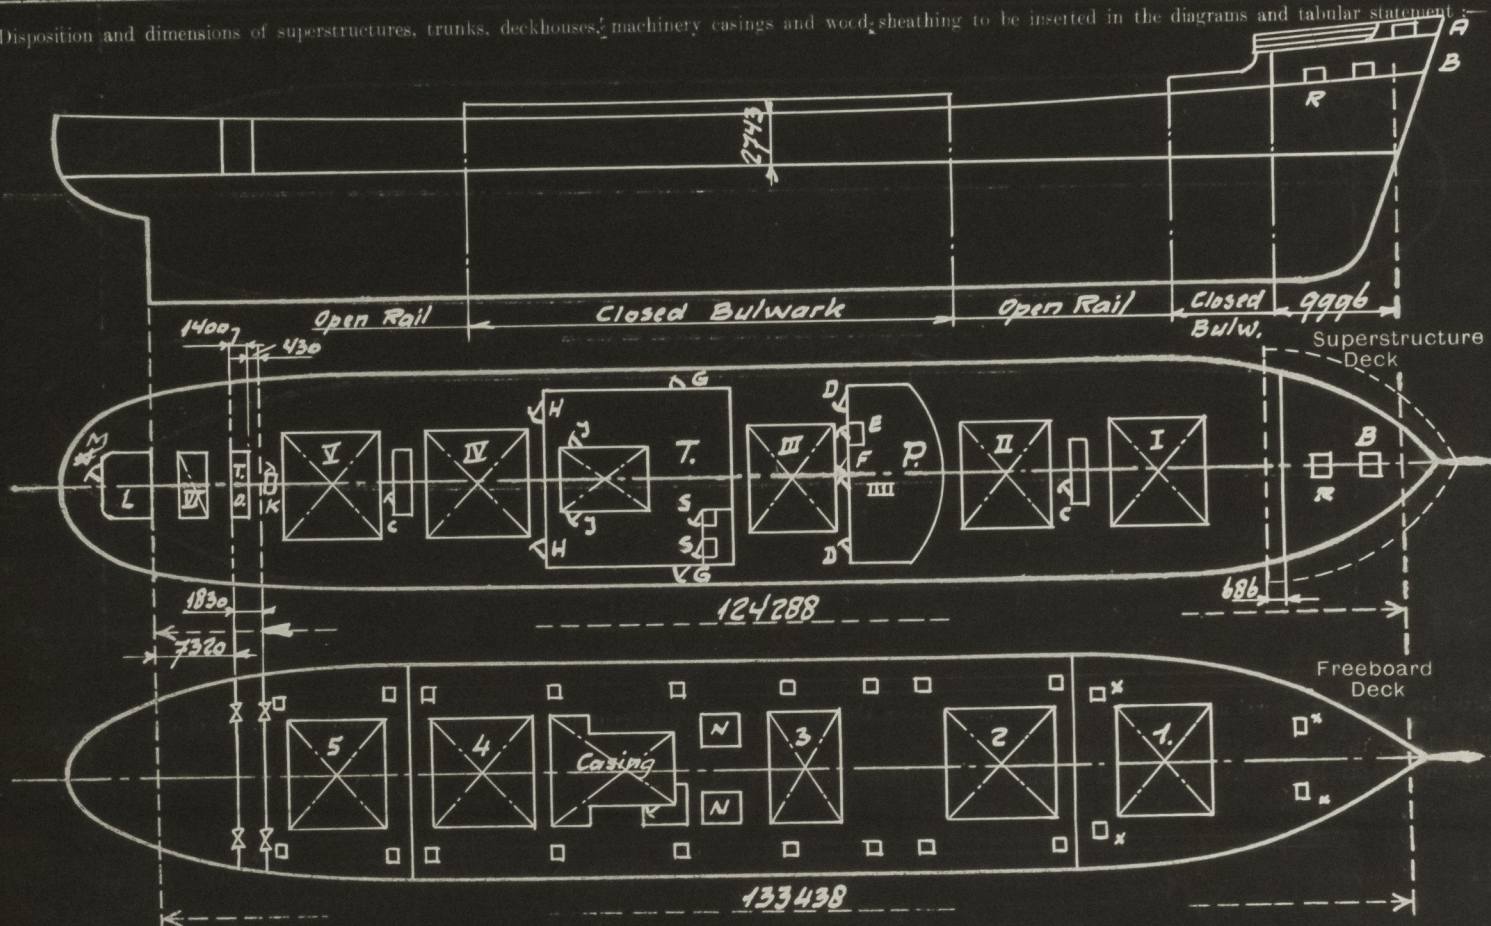 Disposition and dimensions of superstructures, trunks, deckhouses, machinery casings and wood sheathing to be inserted in the diagrams and tabular statement :—
A
B
R
2743
Open Rail
Closed Bulwark
Open Rail
Closed Bulw.
9996
1400
430
Superstructure Deck
G
H
D
M
V
IV
J
T.
III
E
F
P.
II
I
B
L
VI
T. O.
K
C
IIII
C
R
S
J
S
H
D
G
1830
124288
686
7320
Freeboard Deck
x
5
4
N
3
2
1.
x
Casing
N
x
x
133438